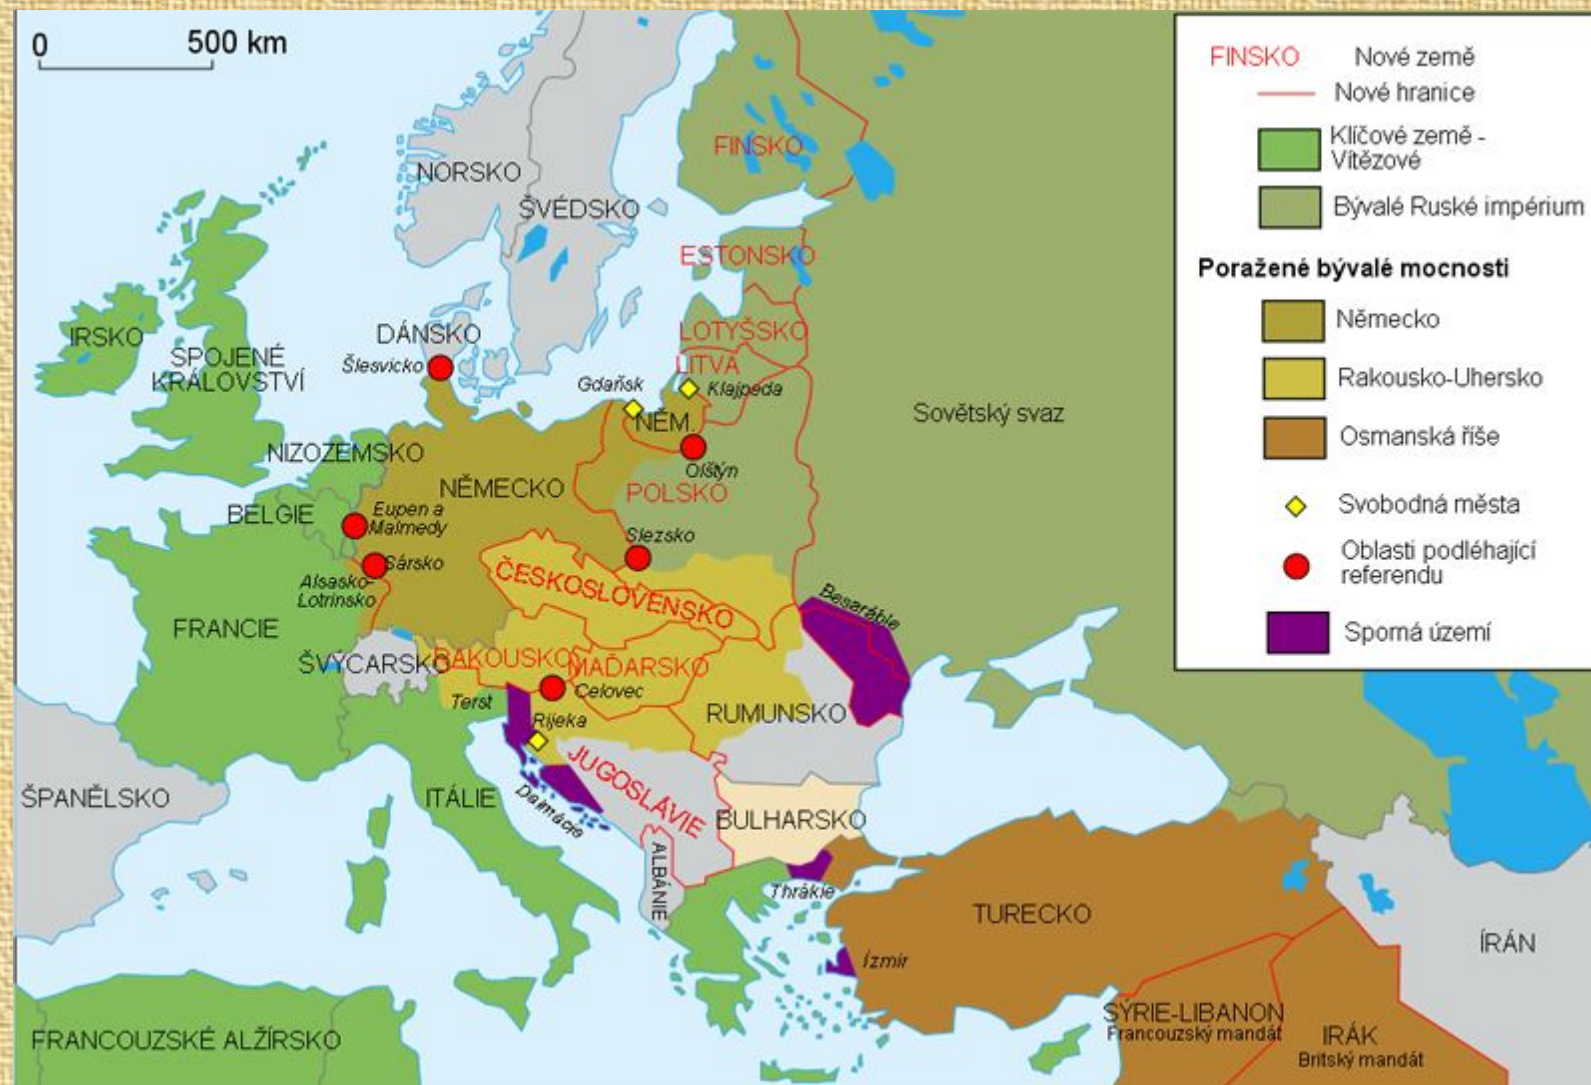 0 500 km
NORSKO
ŠVÉDSKO
FINSKO
ESTONSKO
LOTYŠSKO
LITVA
Klajpeda
IRSKO
SPOJENÉ
KRÁLOVSTVÍ
DÁNSKO
Šlesvicko
Gdaňsk
NĚM.
Olštýn
Sovětský svaz
NIZOZEMSKO
NĚMECKO
POLSKO
BELGIE
Eupen a
Malmedy
Slezsko
Sársko
Alsasko-
Lotrinsko
ČESKOSLOVENSKO
Besarábie
FRANCIE
ŠVÝCARSKO
RAKOUSKO
MAĎARSKO
Terst
Celovec
Rijeka
RUMUNSKO
JUGOSLÁVIE
Dalmácie
ŠPANĚLSKO
ITÁLIE
BULHARSKO
ALBÁNIE
Thrákie
TURECKO
Ízmir
ÍRÁN
SÝRIE-LIBANON
Francouzský mandát
IRÁK
Britský mandát
FRANCOUZSKÉ ALŽÍRSKO
FINSKO Nové země
Nové hranice
Klíčové země -
Vítězové
Bývalé Ruské impérium
Poražené bývalé mocnosti
Německo
Rakousko-Uhersko
Osmanská říše
Svobodná města
Oblasti podléhající
referendu
Sporná území